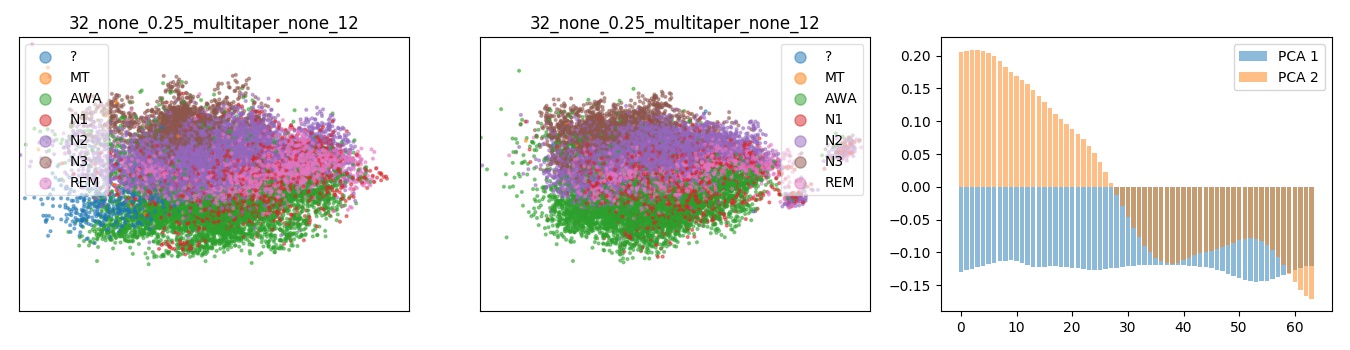 32_none_0.25_multitaper_none_12
?
MT
AWA
N1
N2
N3
REM
32_none_0.25_multitaper_none_12
?
MT
AWA
N1
N2
N3
REM
PCA 1
PCA 2
0.20
0.15
0.10
0.05
0.00
−0.05
−0.10
−0.15
0 10 20 30 40 50 60